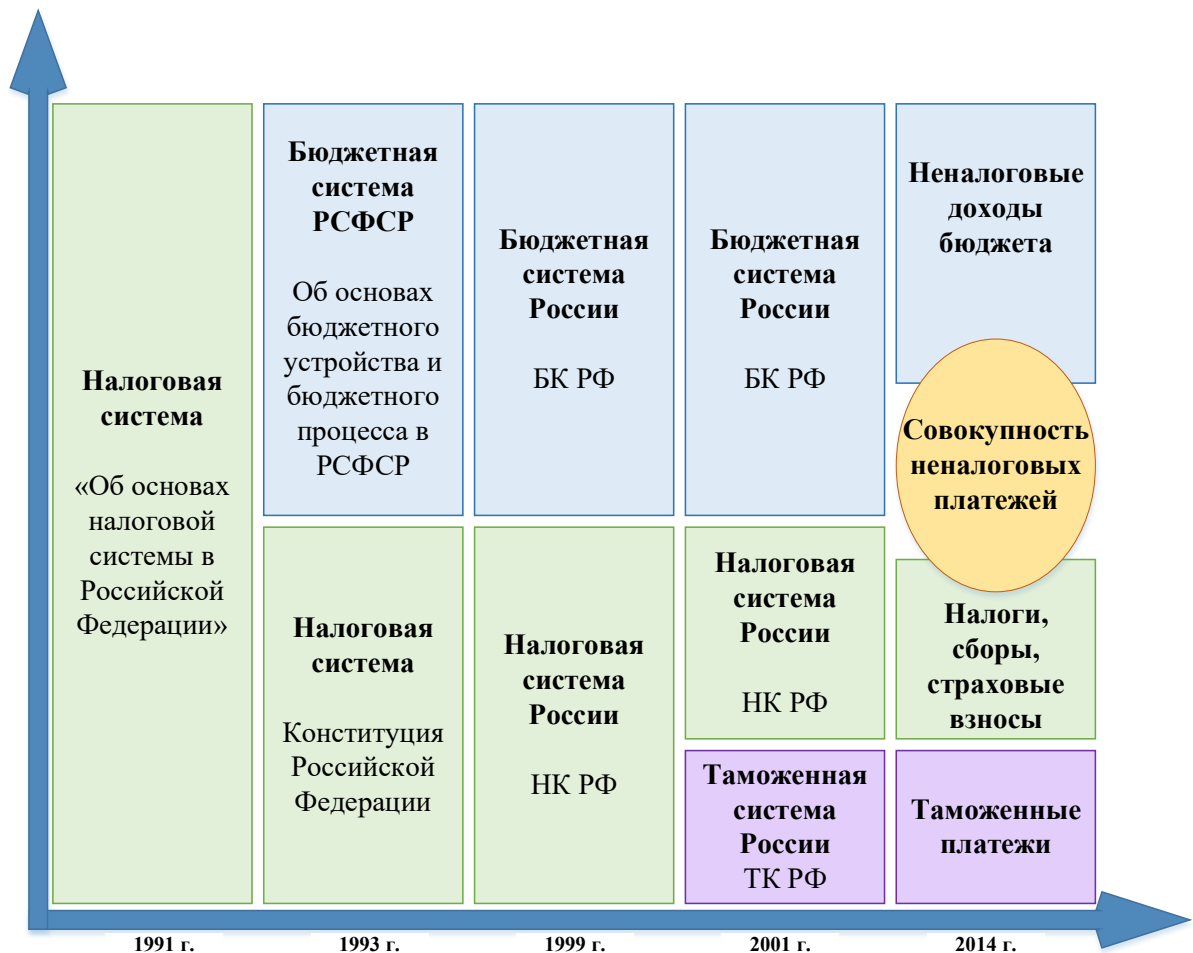 Налоговая
система
«Об основах
налоговой
системы в
Российской
Федерации»
Бюджетная
система
РСФСР
Об основах
бюджетного
устройства и
бюджетного
процесса в
РСФСР
Налоговая
система
Конституция
Российской
Федерации
Бюджетная
система
России
БК РФ
Налоговая
система
России
НК РФ
Бюджетная
система
России
БК РФ
Налоговая
система
России
НК РФ
Таможенная
система
России
ТК РФ
Неналоговые
доходы
бюджета
Совокупность
неналоговых
платежей
Налоги,
сборы,
страховые
взносы
Таможенные
платежи
1991 г.
1993 г.
1999 г.
2001 г.
2014 г.